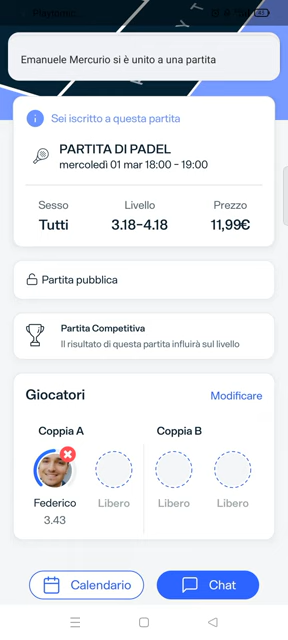 Emanuele Mercurio si è unito a una partita
Sei iscritto a questa partita
PARTITA DI PADEL
mercoledì 01 mar 18:00 - 19:00
Sesso Livello Prezzo
Tutti 3.18-4.18 11,99€
Partita pubblica
Partita Competitiva
Il risultato di questa partita influirà sul livello
Giocatori Modificare
Coppia A Coppia B
Federico Libero Libero Libero
3.43
Calendario Chat